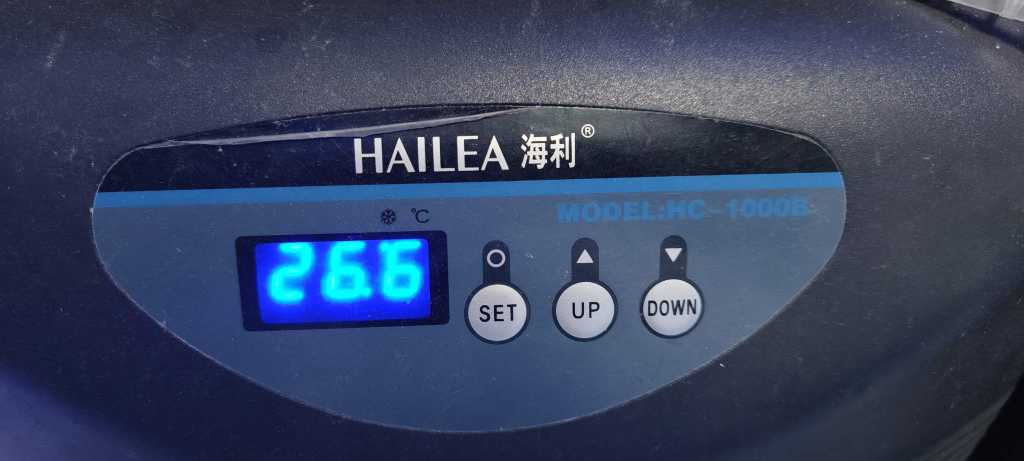 HAILEA 海利®
MODEL:HC-1000B
℃
26.6
SET UP DOWN